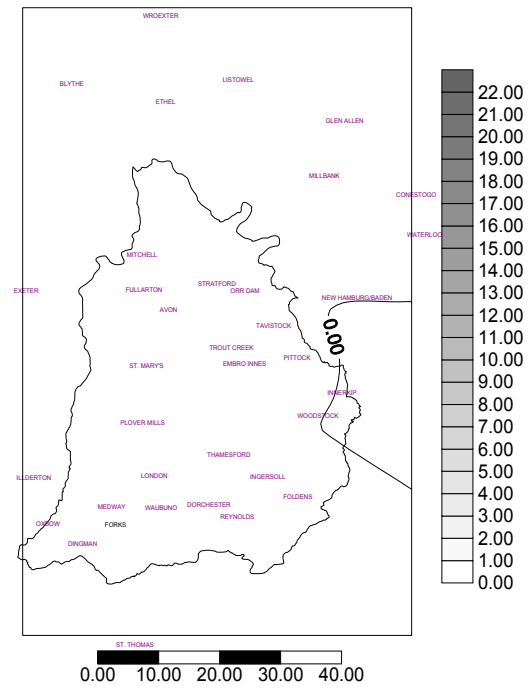 WROEXTER
LISTOWEL
BLYTHE
ETHEL
GLEN ALLEN
MILLBANK
CONESTOGO
WATERLOO
MITCHELL
STRATFORD
EXETER
FULLARTON
ORR DAM
NEW HAMBURG/BADEN
AVON
TAVISTOCK
0.00
TROUT CREEK
PITTOCK
ST. MARY'S
EMBRO INNES
INNERKIP
WOODSTOCK
PLOVER MILLS
THAMESFORD
ILLDERTON
LONDON
INGERSOLL
FOLDENS
MEDWAY
WAUBUNO
DORCHESTER
REYNOLDS
OXBOW
FORKS
DINGMAN
ST. THOMAS
0.00 10.00 20.00 30.00 40.00
22.00
21.00
20.00
19.00
18.00
17.00
16.00
15.00
14.00
13.00
12.00
11.00
10.00
9.00
8.00
7.00
6.00
5.00
4.00
3.00
2.00
1.00
0.00